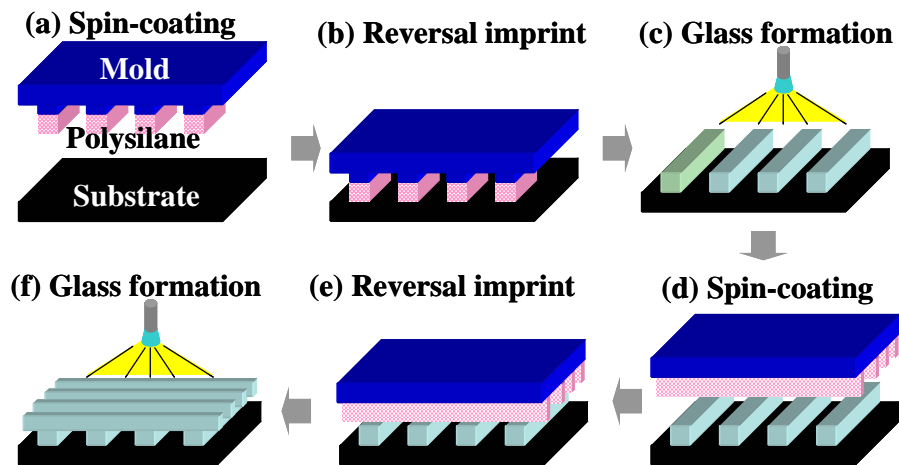 (a) Spin-coating
Mold
Polysilane
Substrate
(b) Reversal imprint
(c) Glass formation
(d) Spin-coating
(e) Reversal imprint
(f) Glass formation